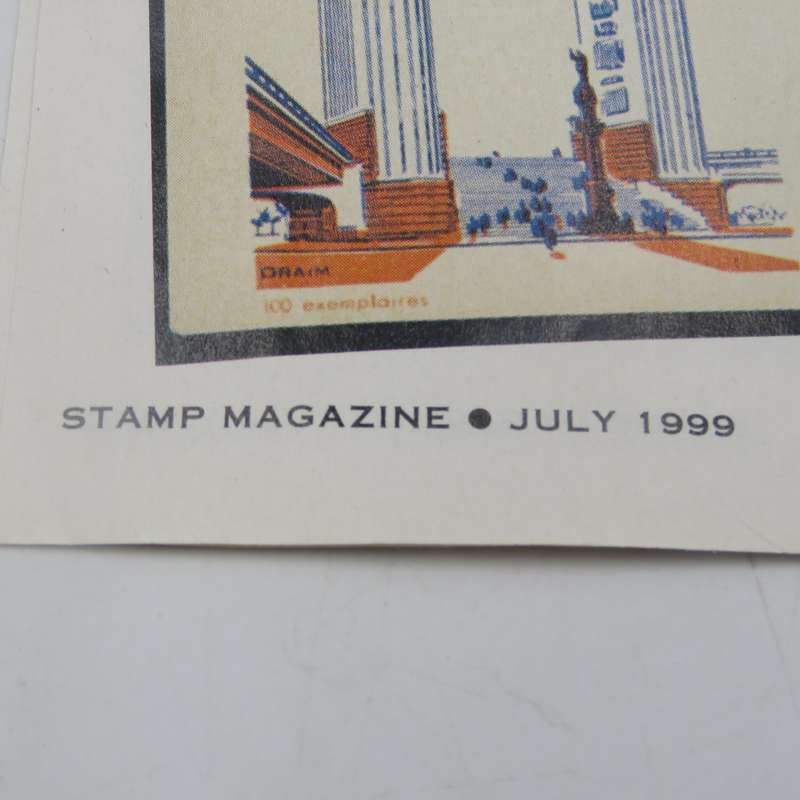 DRAIM
100 exemplaires
STAMP MAGAZINE ● JULY 1999